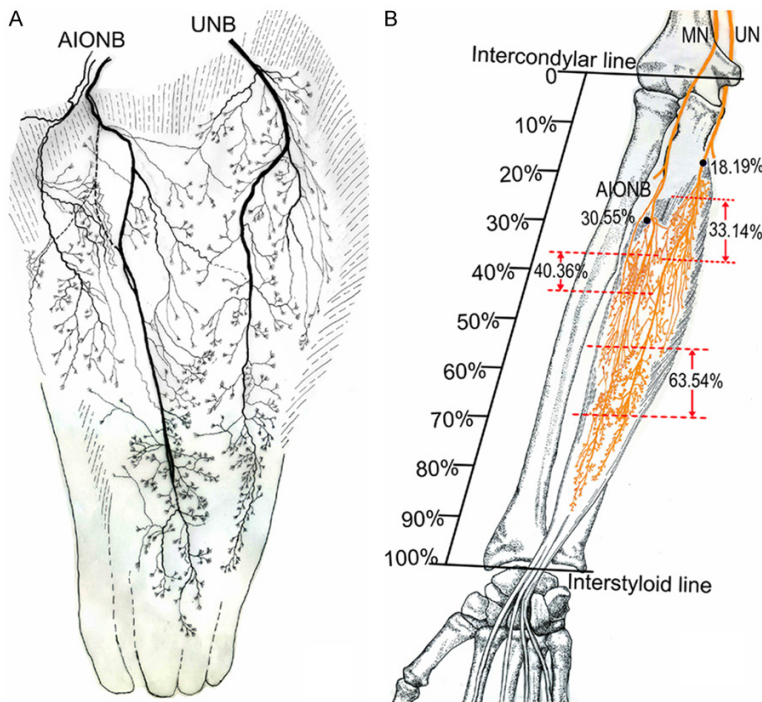 A
AIONB
UNB
B
MN
UN
Intercondylar line
0
10%
20%
30%
40%
50%
60%
70%
80%
90%
100%
18.19%
AIONB
30.55%
33.14%
40.36%
63.54%
Interstyloid line